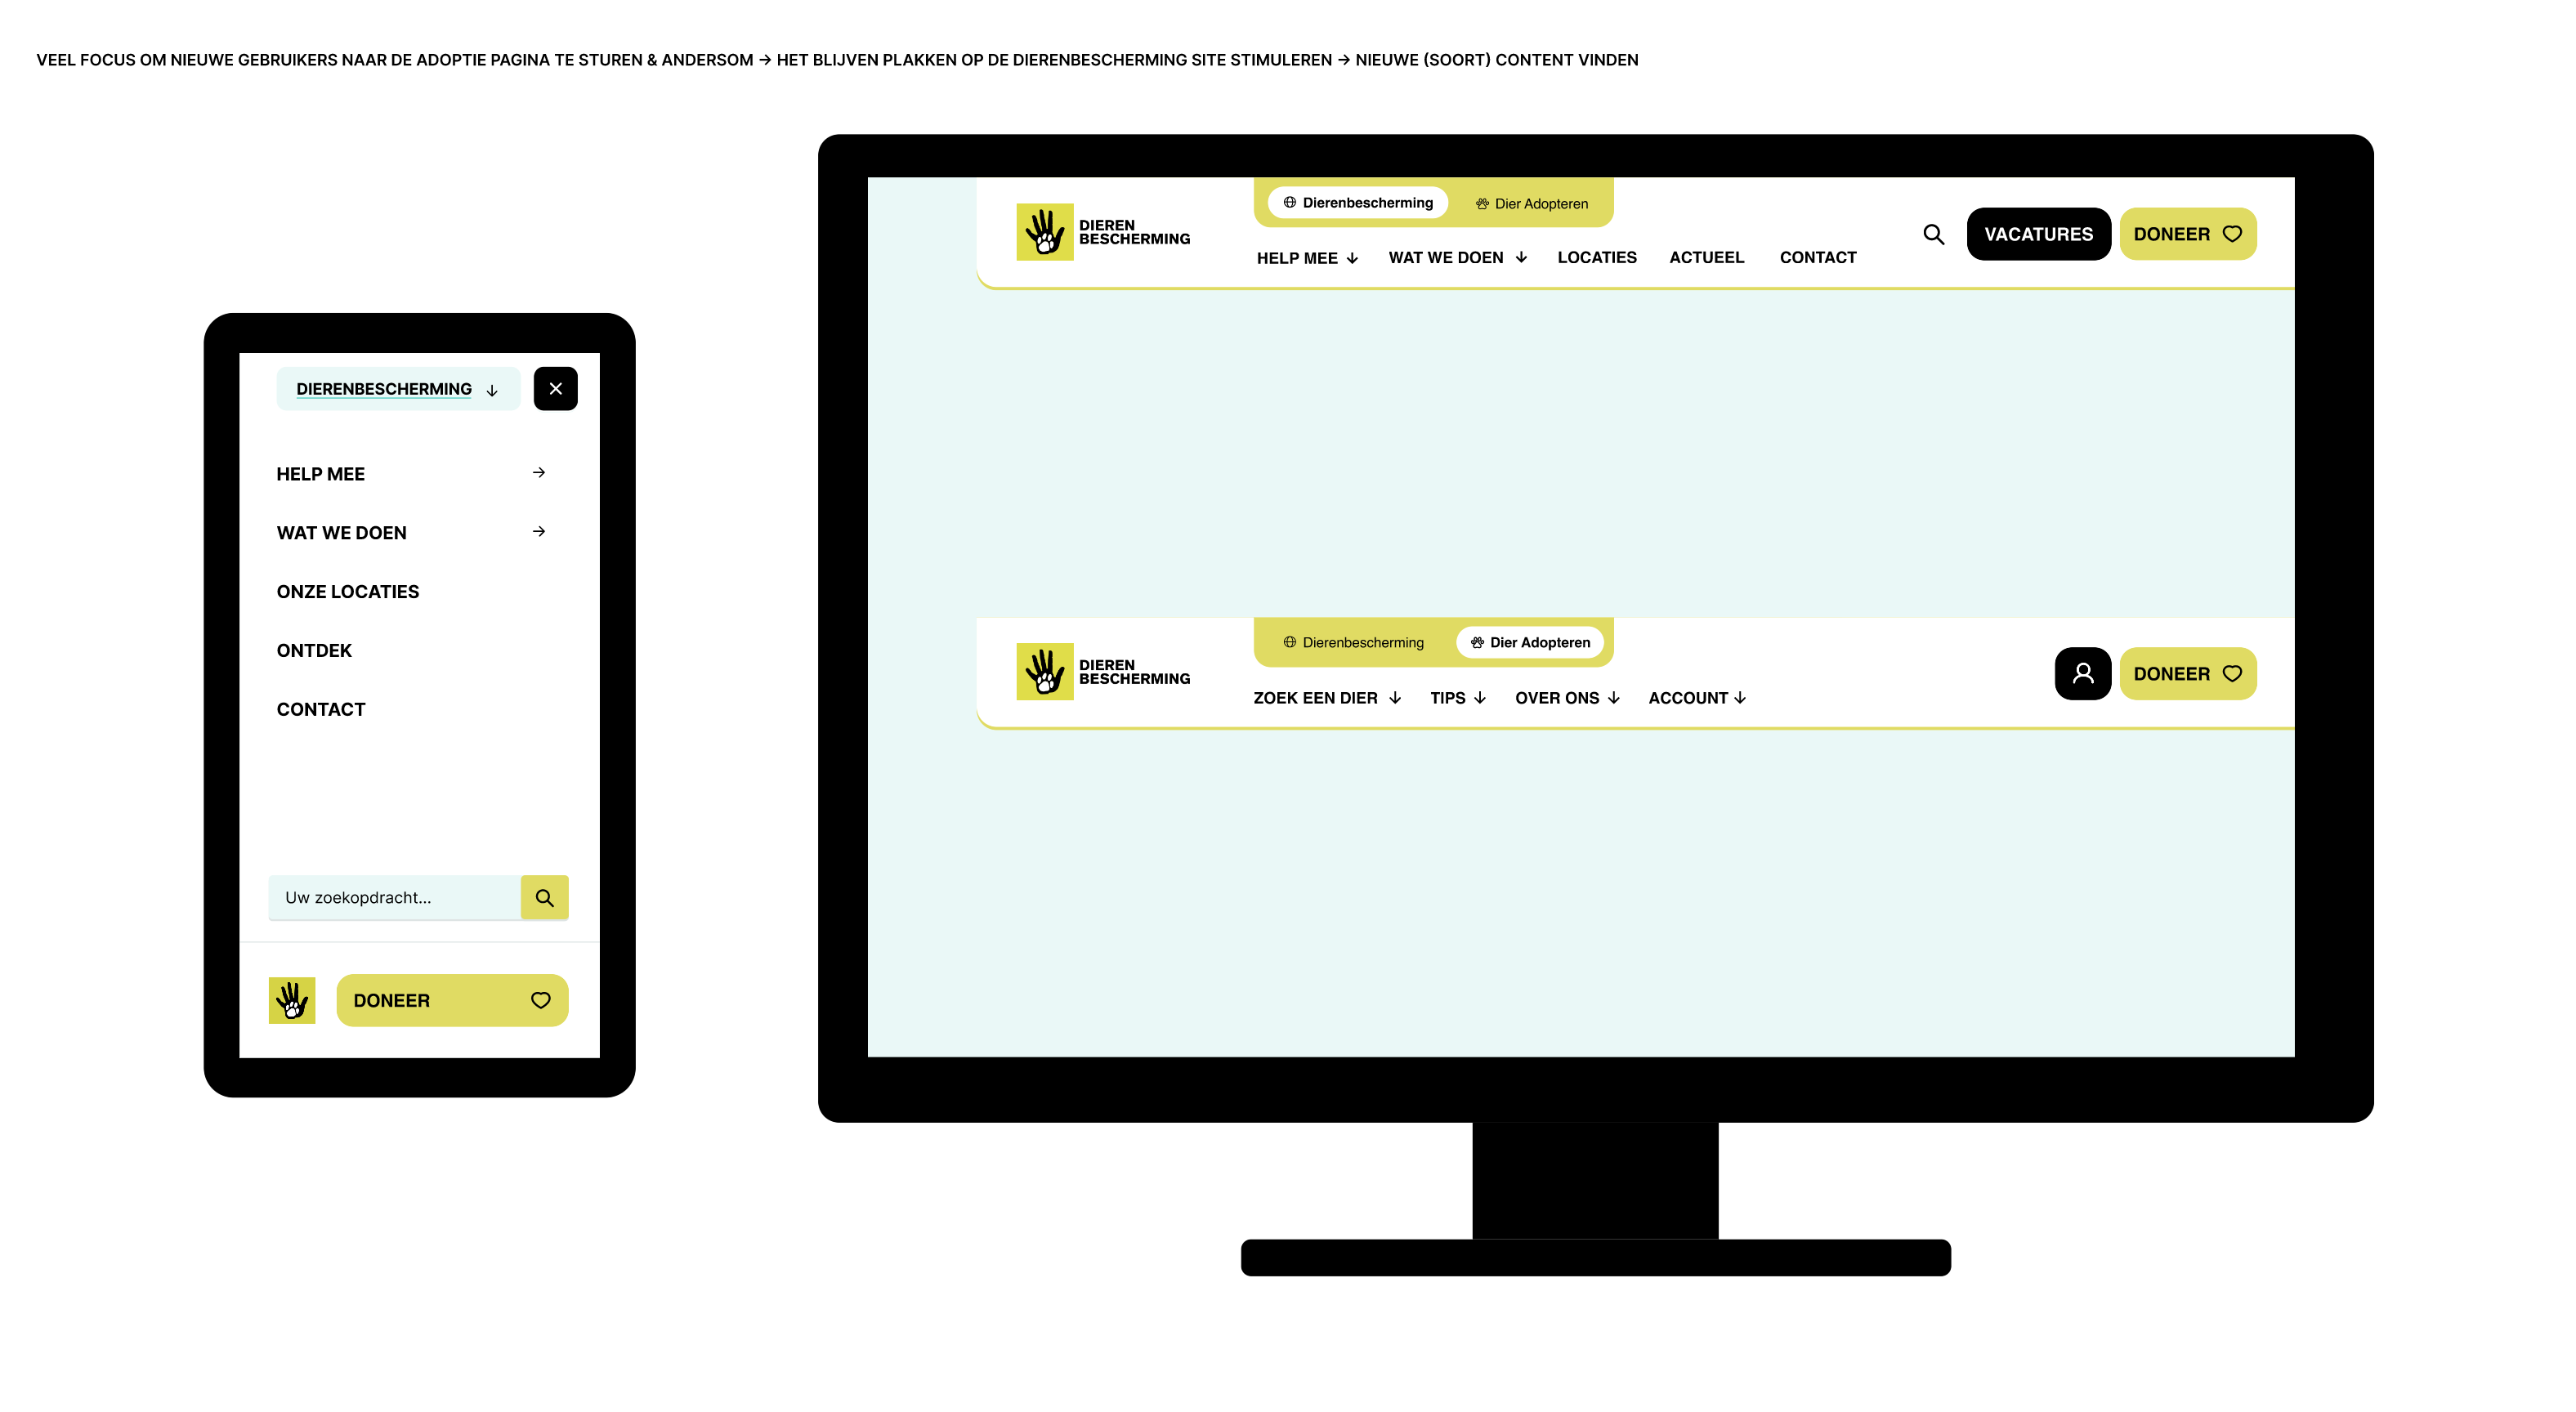 VEEL FOCUS OM NIEUWE GEBRUIKERS NAAR DE ADOPTIE PAGINA TE STUREN & ANDERSOM → HET BLIJVEN PLAKKEN OP DE DIERENBESCHERMING SITE STIMULEREN → NIEUWE (SOORT) CONTENT VINDEN
DIERENBESCHERMING ↓
HELP MEE →
WAT WE DOEN →
ONZE LOCATIES
ONTDEK
CONTACT
Uw zoekopdracht...
DONEER
Dierenbescherming Dier Adopteren
DIEREN
BESCHERMING
HELP MEE ↓ WAT WE DOEN ↓ LOCATIES ACTUEEL CONTACT
VACATURES DONEER
Dierenbescherming Dier Adopteren
DIEREN
BESCHERMING
ZOEK EEN DIER ↓ TIPS ↓ OVER ONS ↓ ACCOUNT ↓
DONEER